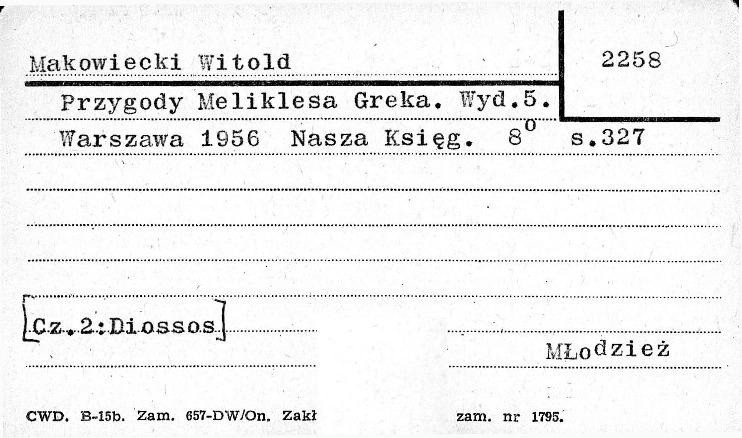 Makowiecki Witold
2258
Przygody Meliklesa Greka. Wyd.5.
Warszawa 1956 Nasza Księg. 8⁰ s.327
[Cz.2:Diossos]
MŁodzież
CWD. B-15b. Zam. 657-DW/On. Zakł
zam. nr 1795.